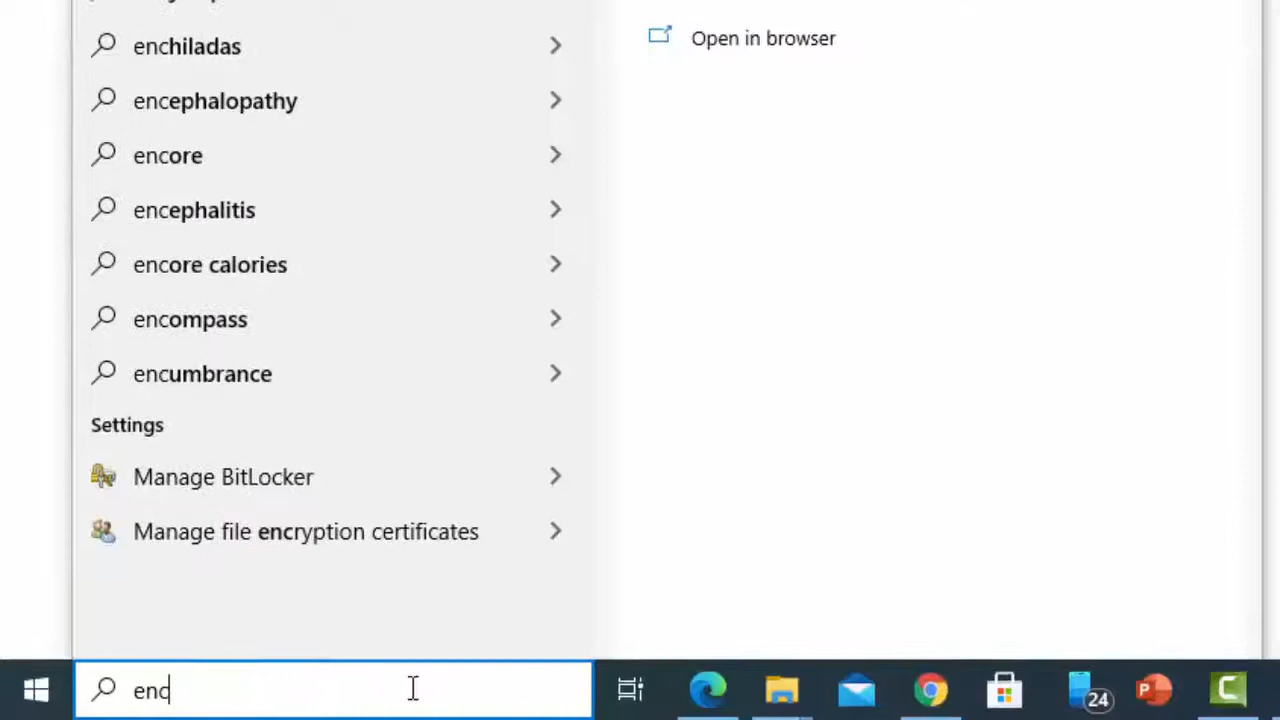 enchiladas
encephalopathy
encore
encephalitis
encore calories
encompass
encumbrance
Settings
Manage BitLocker
Manage file encryption certificates
enc
Open in browser
24